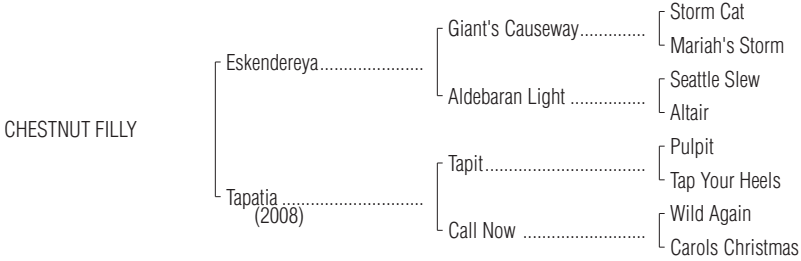 Storm Cat
Giant's Causeway..............
Mariah's Storm
Eskendereya......................
Seattle Slew
Aldebaran Light ................
Altair
CHESTNUT FILLY
Pulpit
Tapit..................................
Tap Your Heels
Tapatia ..............................
(2008)
Wild Again
Call Now ..........................
Carols Christmas